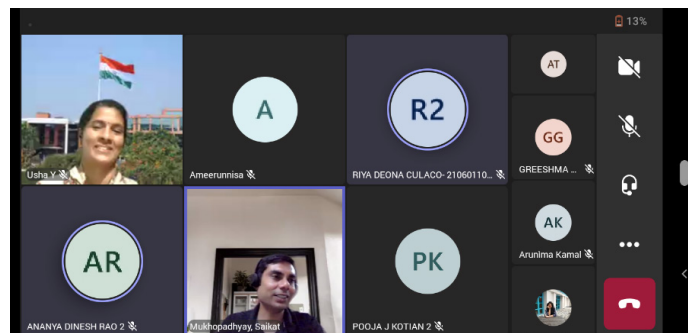 13%
Usha Y
A
Ameerunnisa
R2
RIYA DEONA CULACO- 21060110...
AT
GG
GREESHMA ...
AR
ANANYA DINESH RAO 2
Mukhopadhyay, Saikat
PK
POOJA J KOTIAN 2
AK
Arunima Kamal